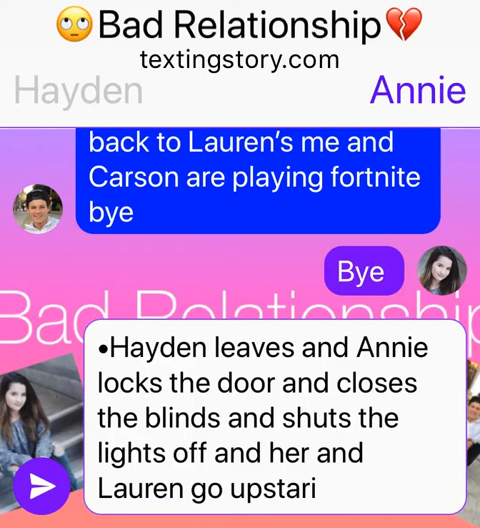 🙄Bad Relationship💔
textingstory.com
Hayden
Annie
back to Lauren's me and
Carson are playing fortnite
bye
Bye
Bad Relationship
•Hayden leaves and Annie
locks the door and closes
the blinds and shuts the
lights off and her and
Lauren go upstari